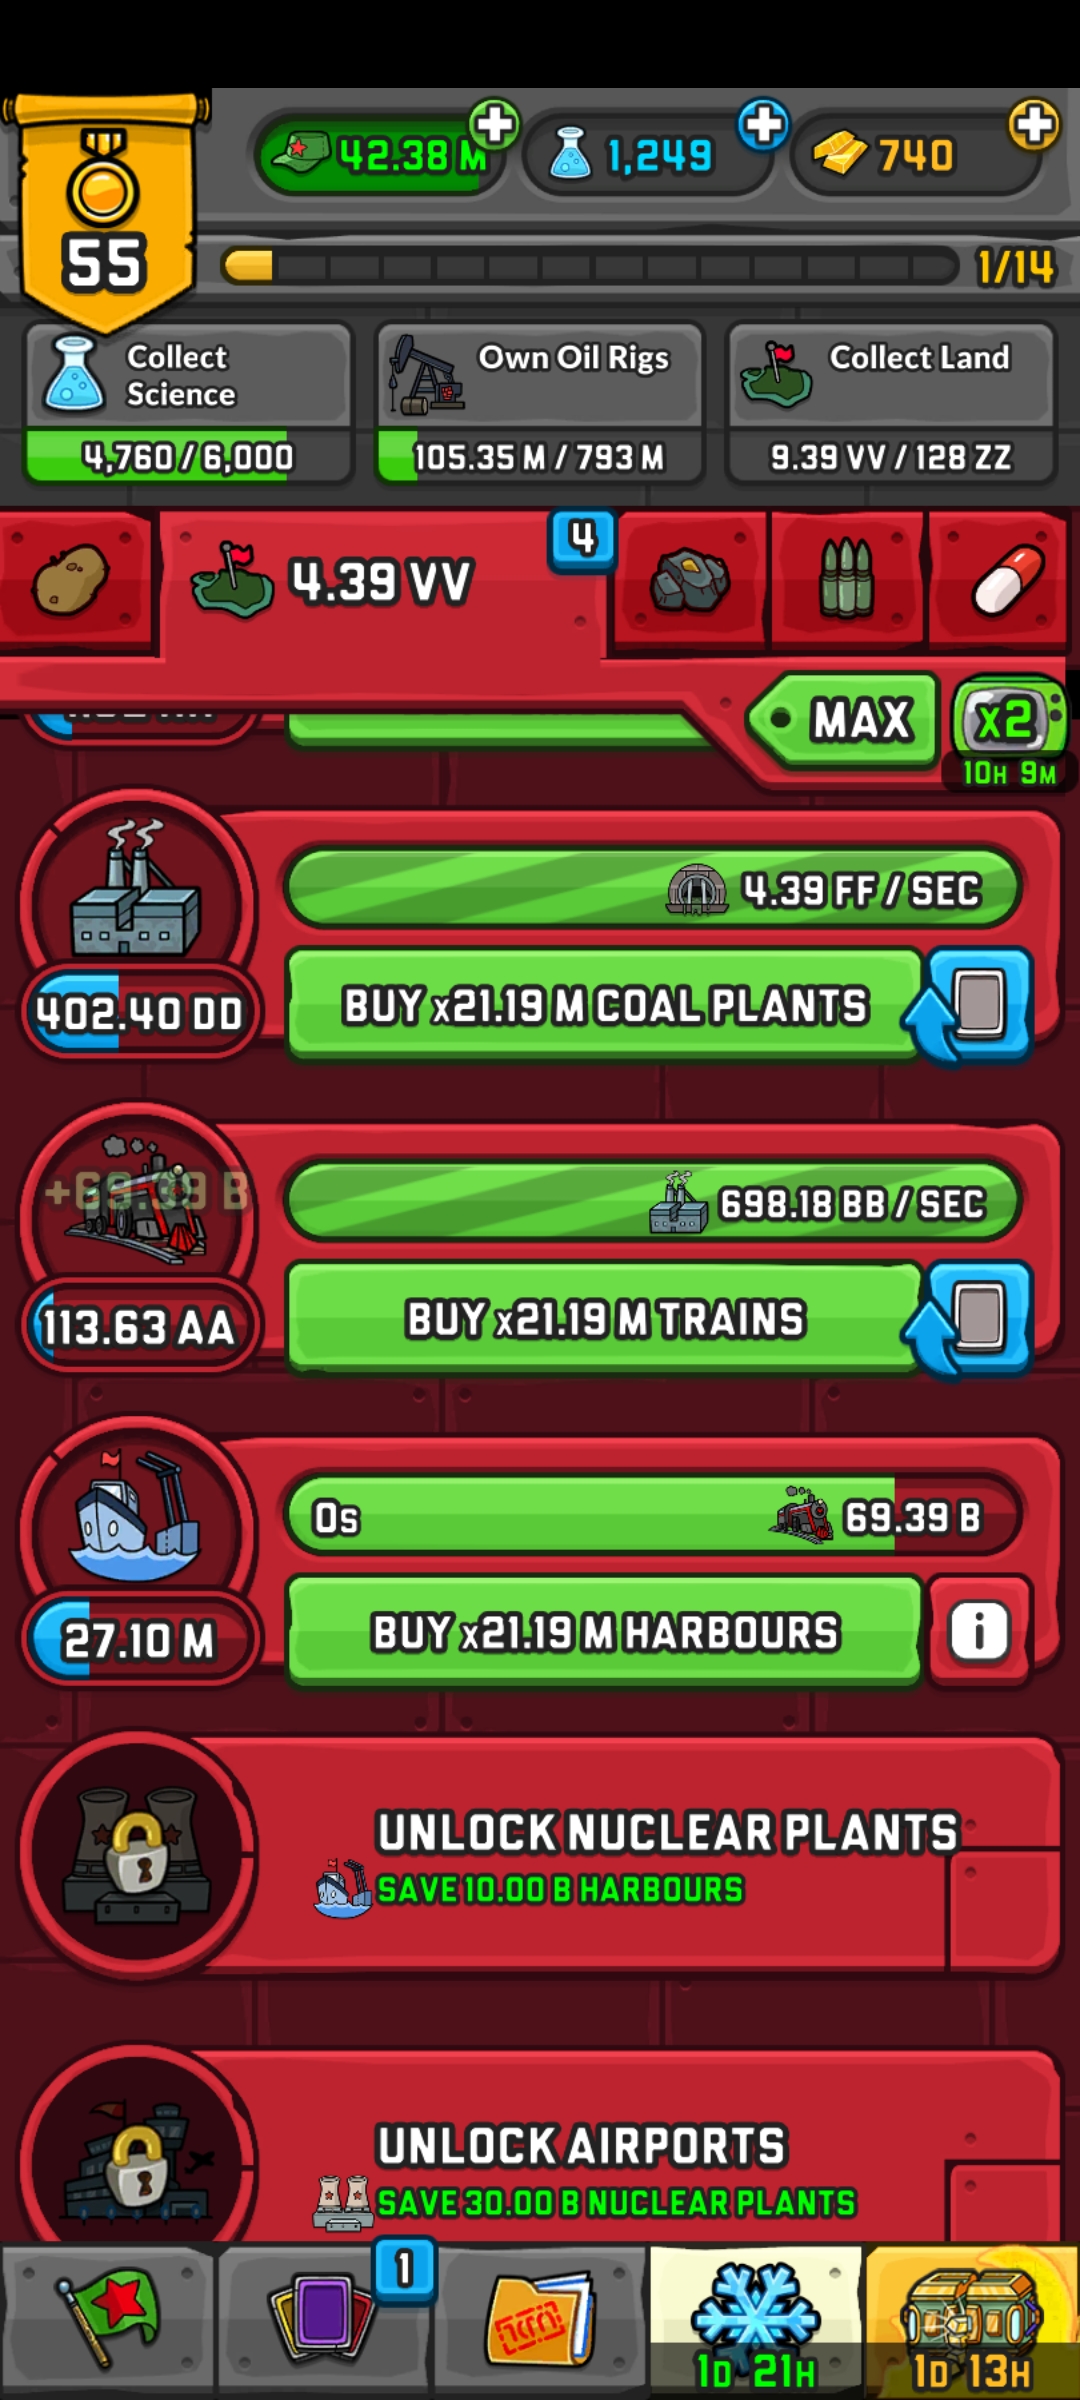 55
42.38 M
1,249
740
1/14
Collect
Science
4,760 / 6,000
Own Oil Rigs
105.35 M / 793 M
Collect Land
9.39 VV / 128 ZZ
4.39 VV
4
MAX
x2
10H 9M
4.39 FF / SEC
402.40 DD
BUY x21.19 M COAL PLANTS
+69.39 B
698.18 BB / SEC
113.63 AA
BUY x21.19 M TRAINS
0s
69.39 B
27.10 M
BUY x21.19 M HARBOURS
i
UNLOCK NUCLEAR PLANTS
SAVE 10.00 B HARBOURS
UNLOCK AIRPORTS
SAVE 30.00 B NUCLEAR PLANTS
1
1D 21H
1D 13H